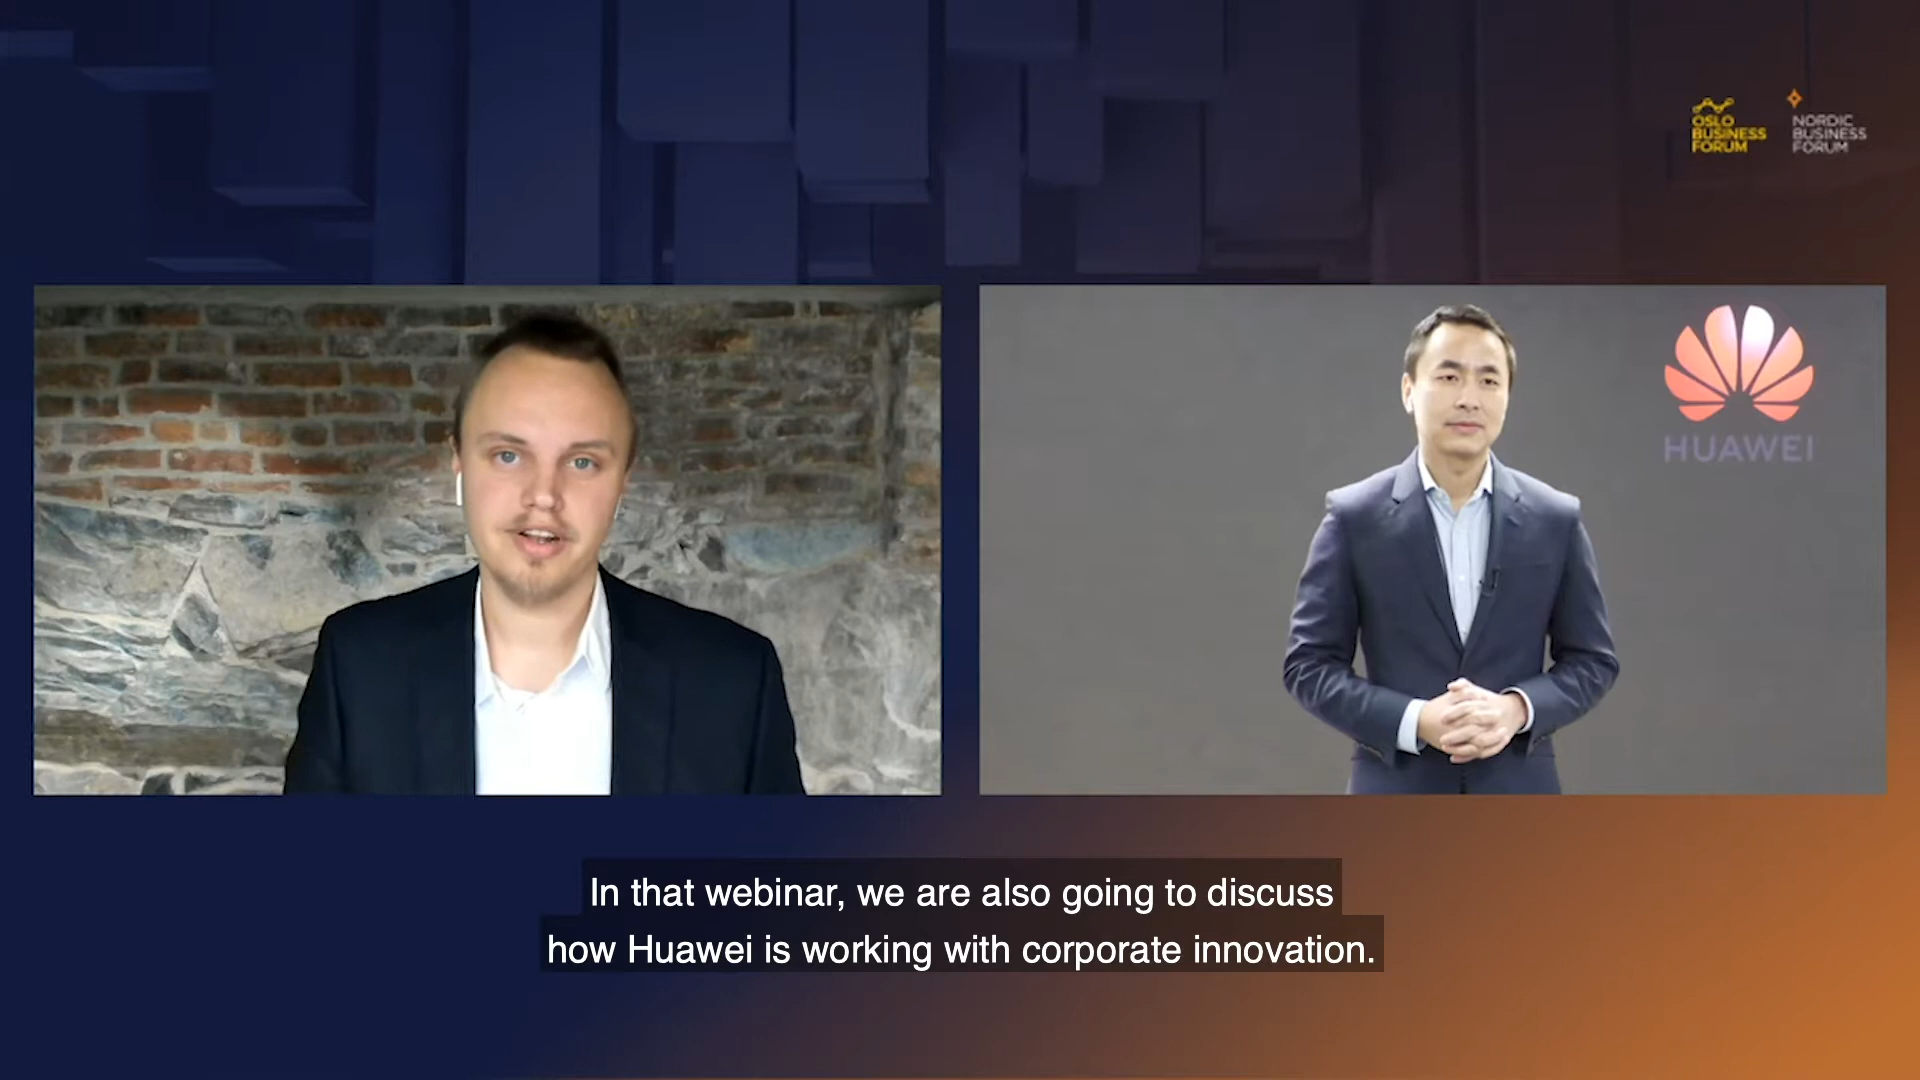 OSLO
BUSINESS
FORUM
NORDIC
BUSINESS
FORUM
HUAWEI
In that webinar, we are also going to discuss
how Huawei is working with corporate innovation.